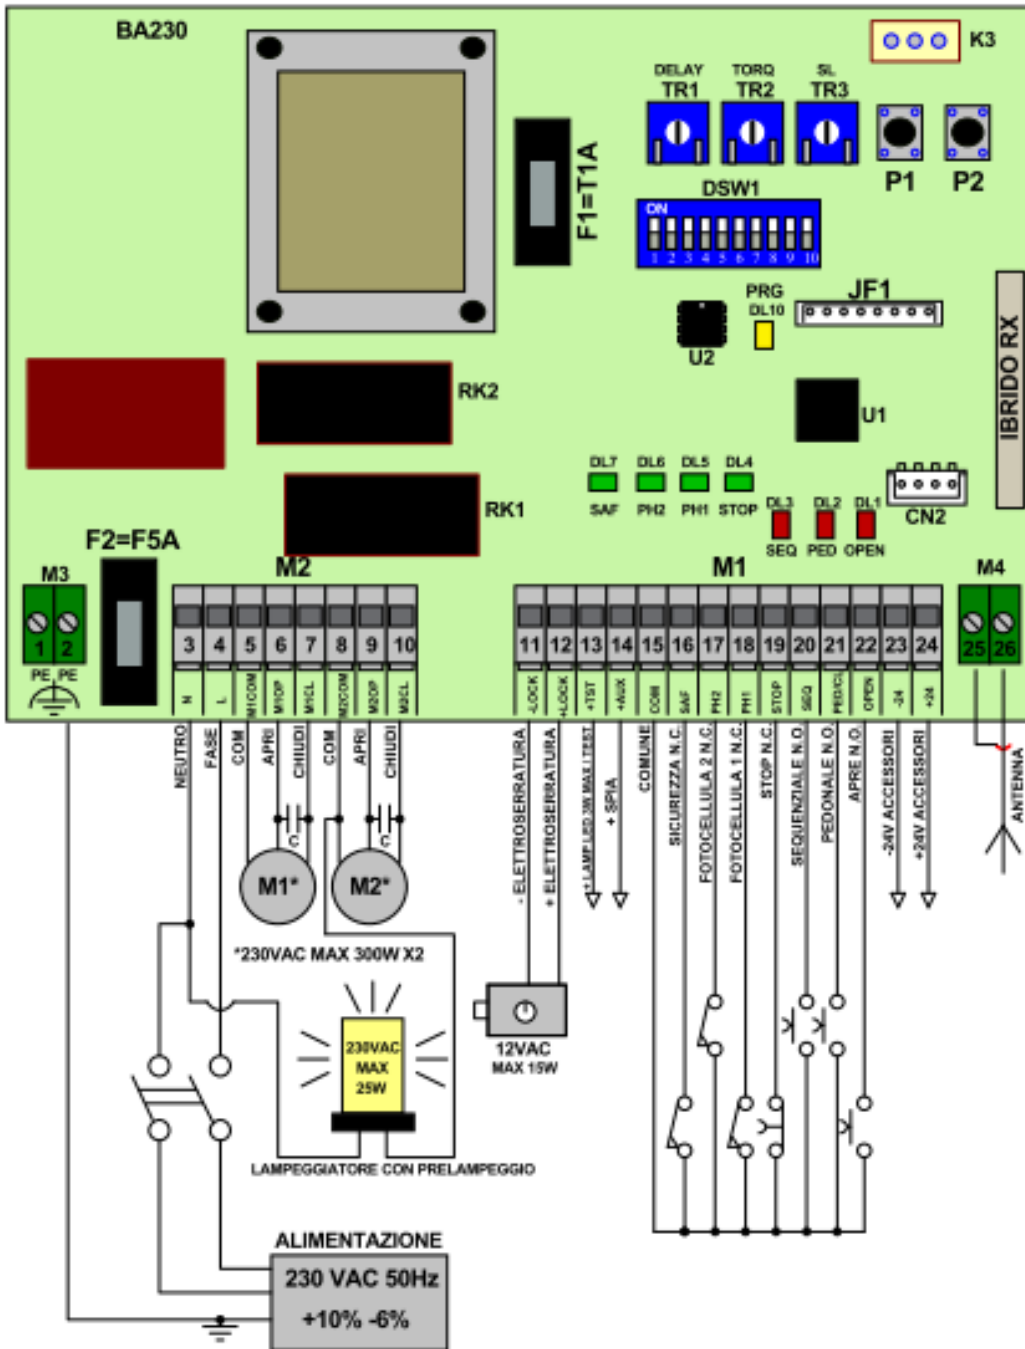 BA230
K3
DELAY TORQ SL
TR1 TR2 TR3
P1 P2
F1=T1A
DSW1
ON
1 2 3 4 5 6 7 8 9 10
PRG
DL10
JF1
U2
U1
IBRIDO RX
RK2
RK1
DL7 DL6 DL5 DL4
SAF PH2 PH1 STOP
DL3 DL2 DL1
SEQ PED OPEN
CN2
F2=F5A
M3
M2
M1
M4
1 2
3 4 5 6 7 8 9 10
11 12 13 14 15 16 17 18 19 20 21 22 23 24
25 26
PE PE
N L M1COM M1OP M1CL M2COM M2OP M2CL
-LOCK +LOCK +TST +AUX COM SAF PH2 PH1 STOP SEQ PED/CL OPEN -24 +24
NEUTRO
FASE
COM
APRI
CHIUDI
COM
APRI
CHIUDI
- ELETTROSERRATURA
+ ELETTROSERRATURA
+ LAMP.LED 3W MAX / TEST
+ SPIA
COMUNE
SICUREZZA N.C.
FOTOCELLULA 2 N.C.
FOTOCELLULA 1 N.C.
STOP N.C.
SEQUENZIALE N.O.
PEDONALE N.O.
APRE N.O.
-24V ACCESSORI
+24V ACCESSORI
ANTENNA
C C
M1* M2*
*230VAC MAX 300W X2
230VAC
MAX
25W
12VAC
MAX 15W
LAMPEGGIATORE CON PRELAMPEGGIO
ALIMENTAZIONE
230 VAC 50Hz
+10% -6%